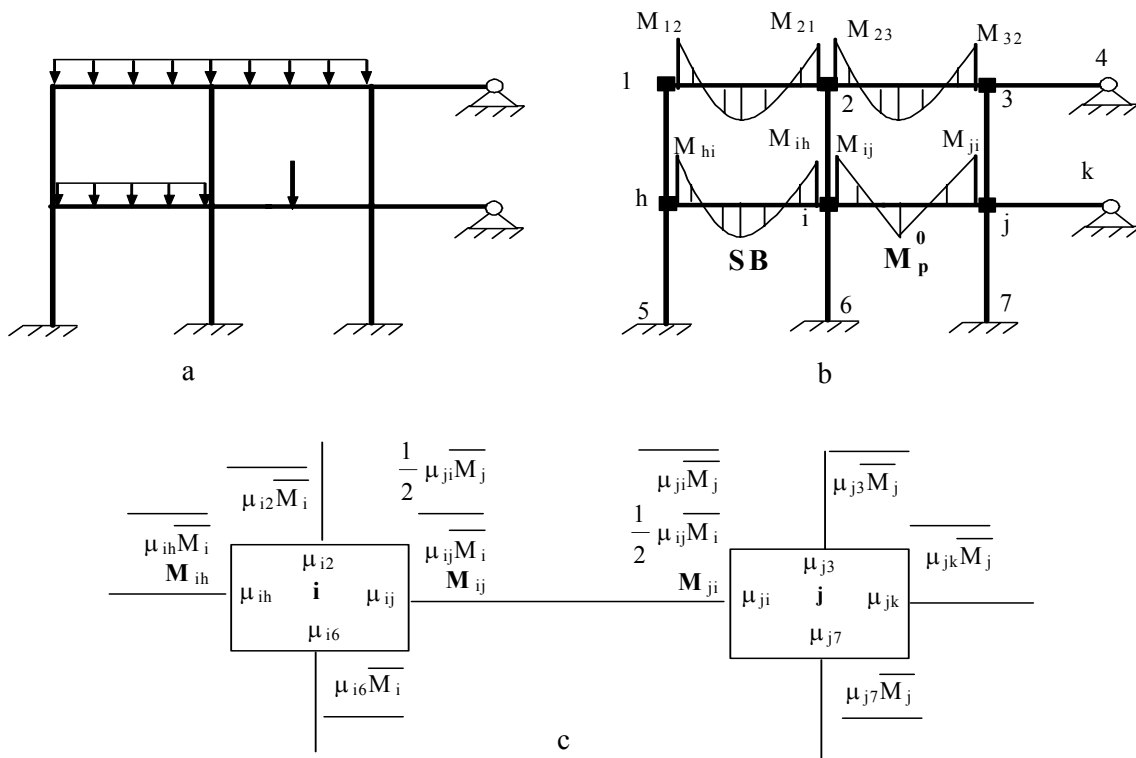 M 12 M 21 M 23 M 32
4
1 2 3
M hi M ih M ij M ji
k
h i j
SB M p 0
5 6 7
a b
1/2 μ ji M̅ j
μ i2 M̅ i
μ ih M̅ i
M ih
μ ij M̅ i
M ij
μ i2
μ ih i μ ij
μ i6
μ i6 M̅ i
μ ji M̅ j
1/2 μ ij M̅ i
M ji
μ j3 M̅ j
μ jk M̅ j
μ j3
μ ji j μ jk
μ j7
μ j7 M̅ j
c